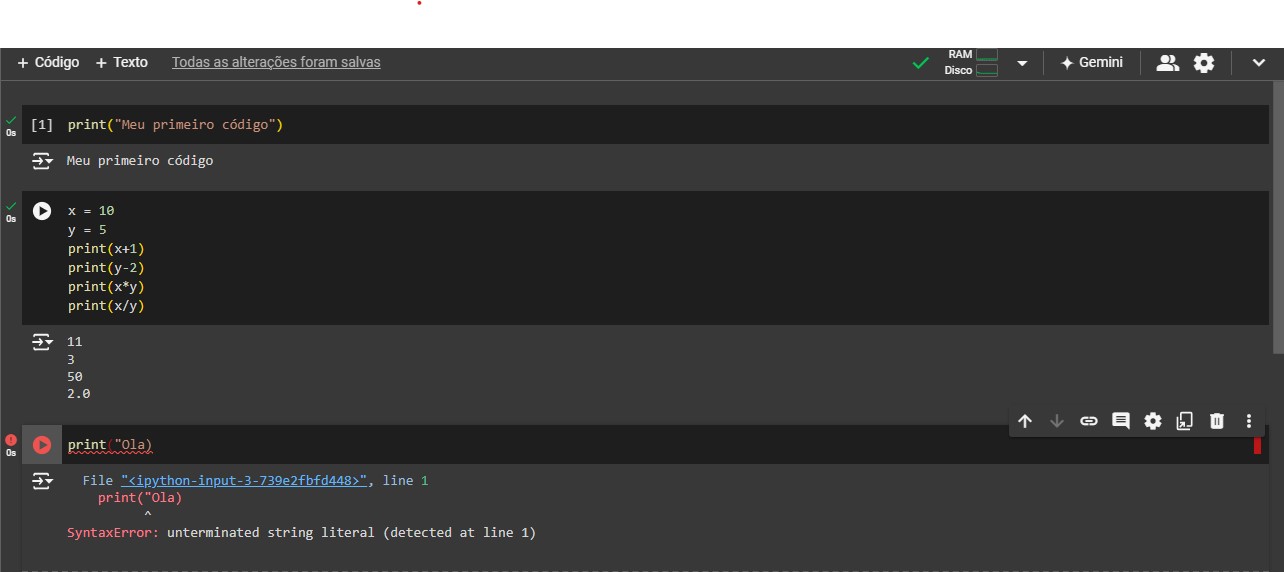 + Código + Texto Todas as alterações foram salvas RAM Disco Gemini
0s [1] print("Meu primeiro código")
Meu primeiro código
0s
x = 10
y = 5
print(x+1)
print(y-2)
print(x*y)
print(x/y)
11
3
50
2.0
0s print("Ola)
File "<ipython-input-3-739e2fbfd448>", line 1
print("Ola)
^
SyntaxError: unterminated string literal (detected at line 1)